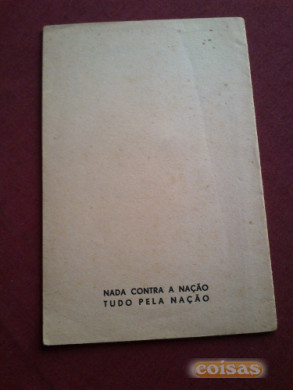 NADA CONTRA A NAÇÃO
TUDO PELA NAÇÃO
coisas